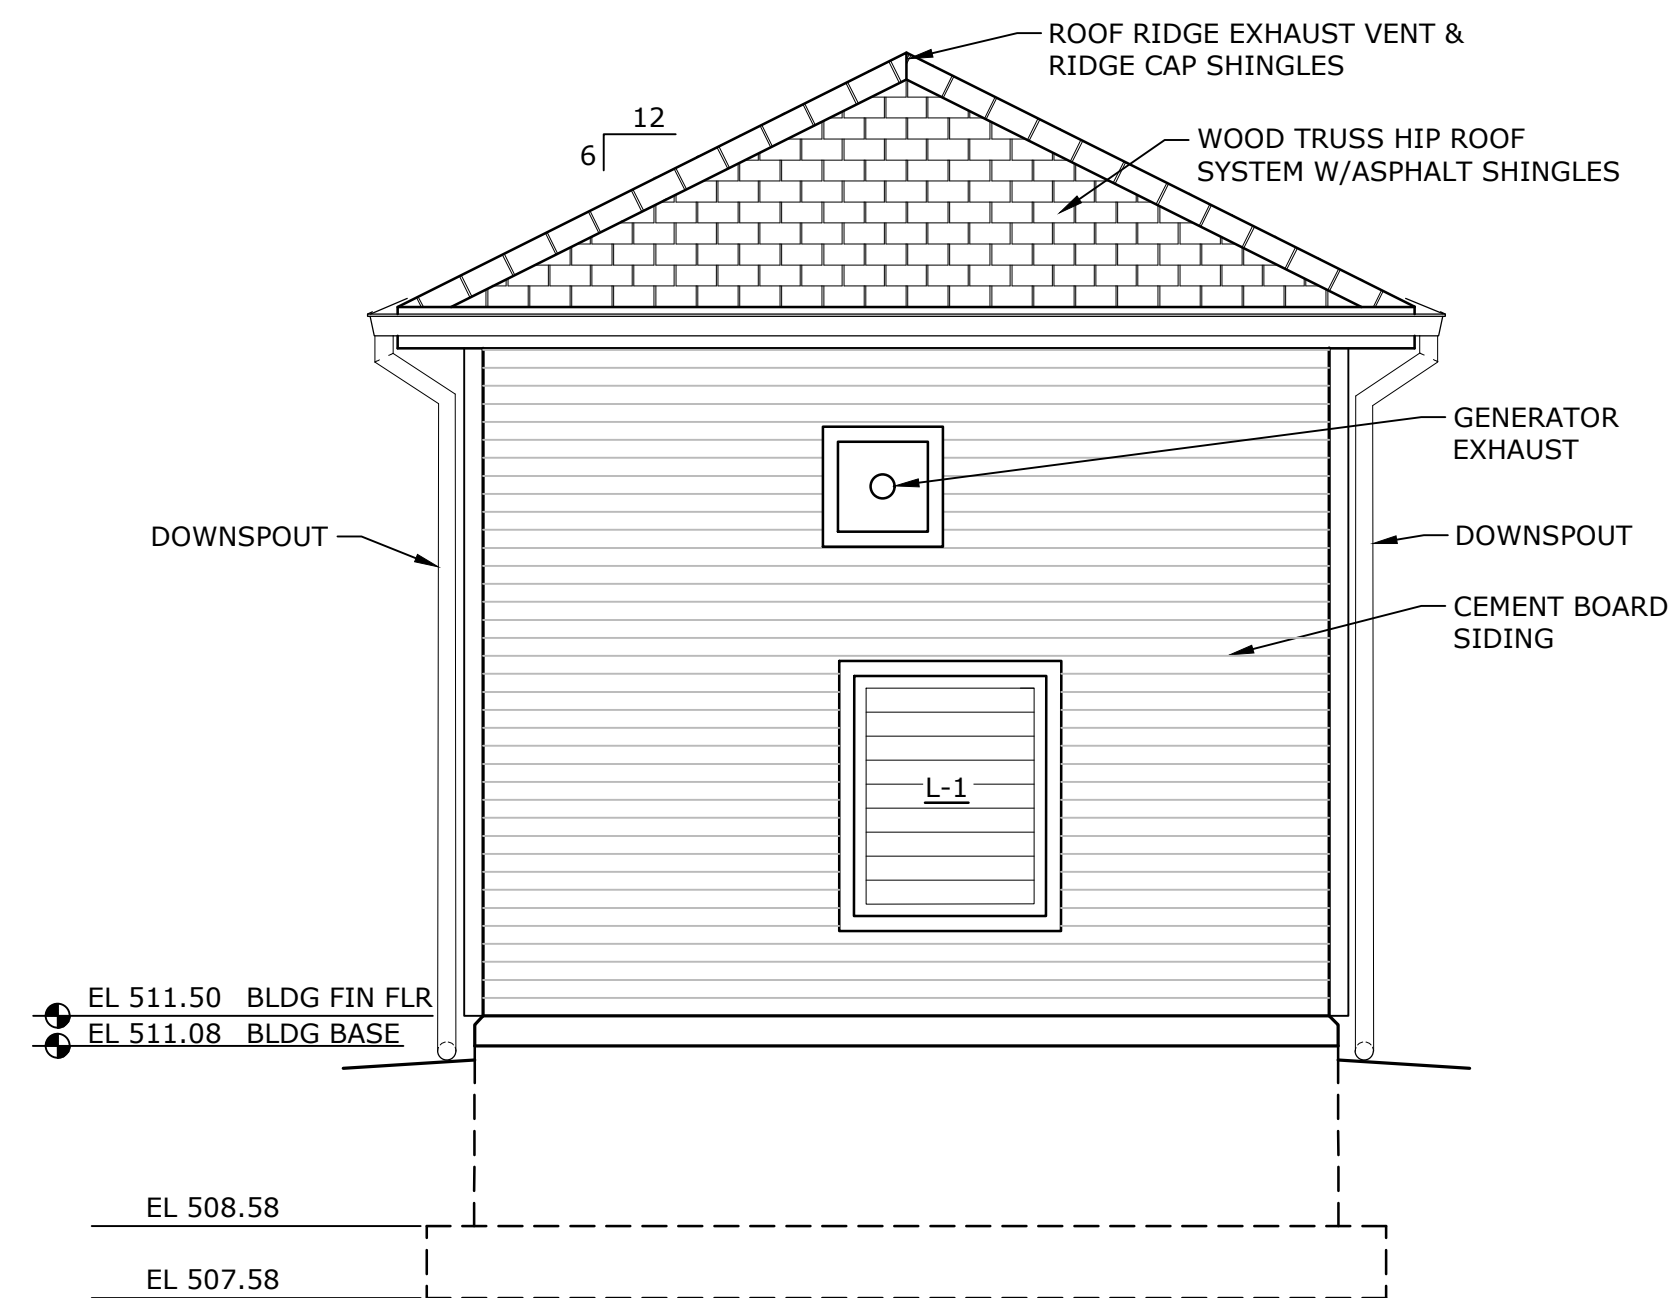 ROOF RIDGE EXHAUST VENT &
RIDGE CAP SHINGLES
12
6
WOOD TRUSS HIP ROOF
SYSTEM W/ASPHALT SHINGLES
GENERATOR
EXHAUST
DOWNSPOUT
DOWNSPOUT
CEMENT BOARD
SIDING
L-1
EL 511.50 BLDG FIN FLR
EL 511.08 BLDG BASE
EL 508.58
EL 507.58